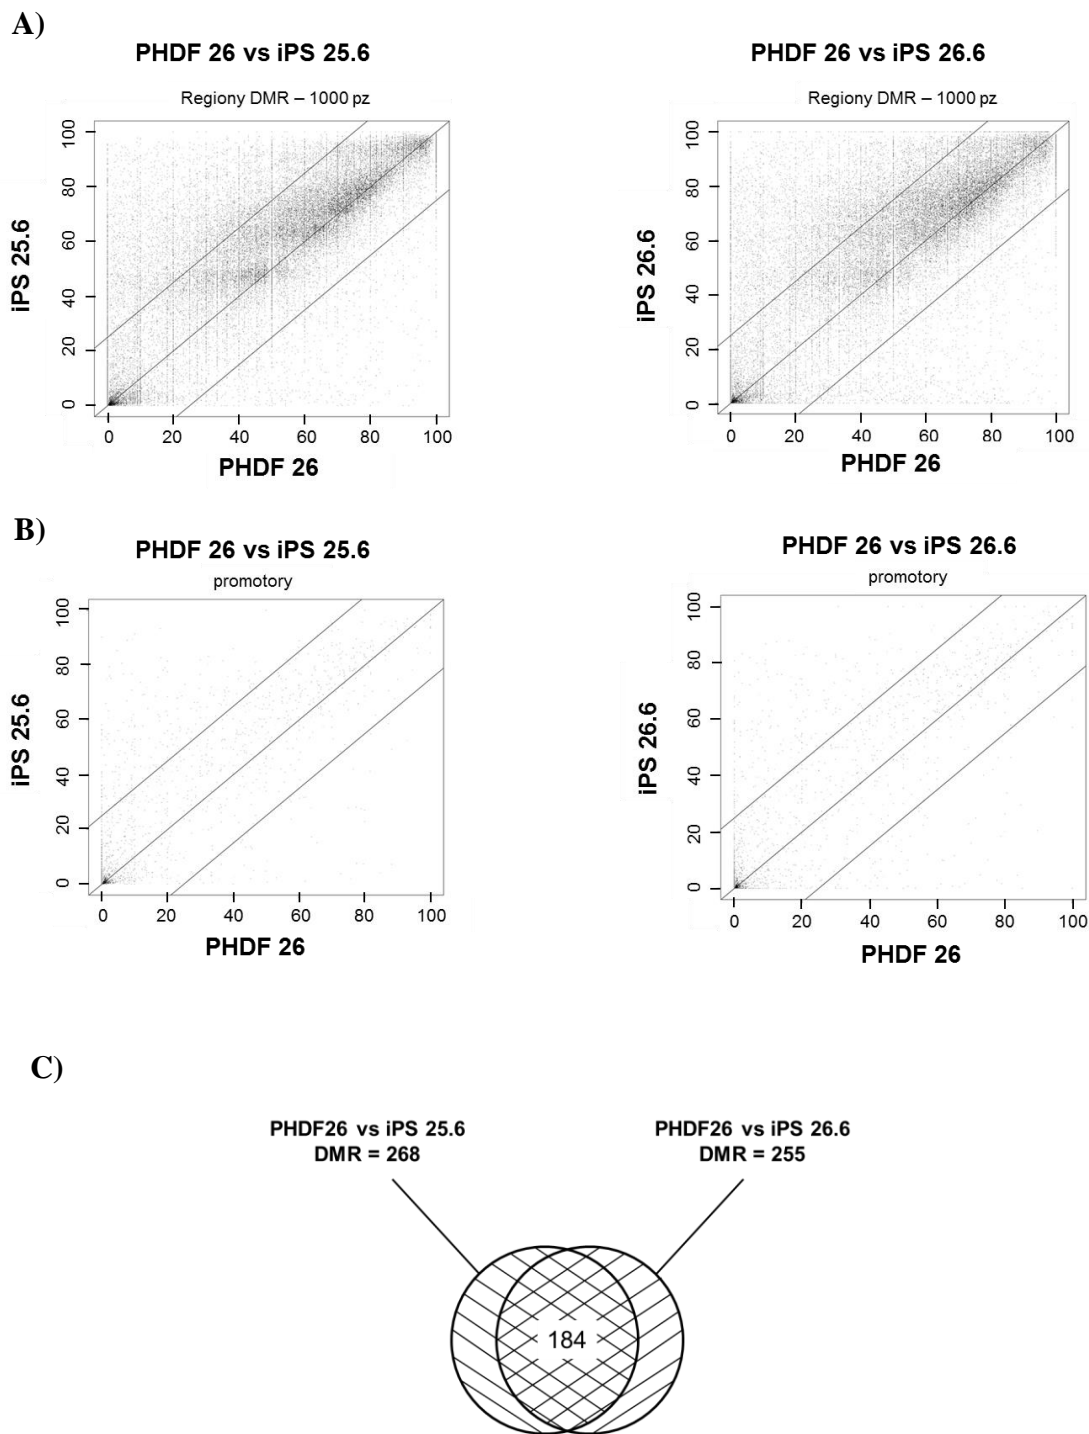 A)
PHDF 26 vs iPS 25.6
Regiony DMR – 1000 pz
100
80
60
40
20
0
iPS 25.6
0 20 40 60 80 100
PHDF 26
PHDF 26 vs iPS 26.6
Regiony DMR – 1000 pz
100
80
60
40
20
0
iPS 26.6
0 20 40 60 80 100
PHDF 26
B)
PHDF 26 vs iPS 25.6
promotory
100
80
60
40
20
0
iPS 25.6
0 20 40 60 80 100
PHDF 26
PHDF 26 vs iPS 26.6
promotory
100
80
60
40
20
0
iPS 26.6
0 20 40 60 80 100
PHDF 26
C)
PHDF26 vs iPS 25.6
DMR = 268
PHDF26 vs iPS 26.6
DMR = 255
184